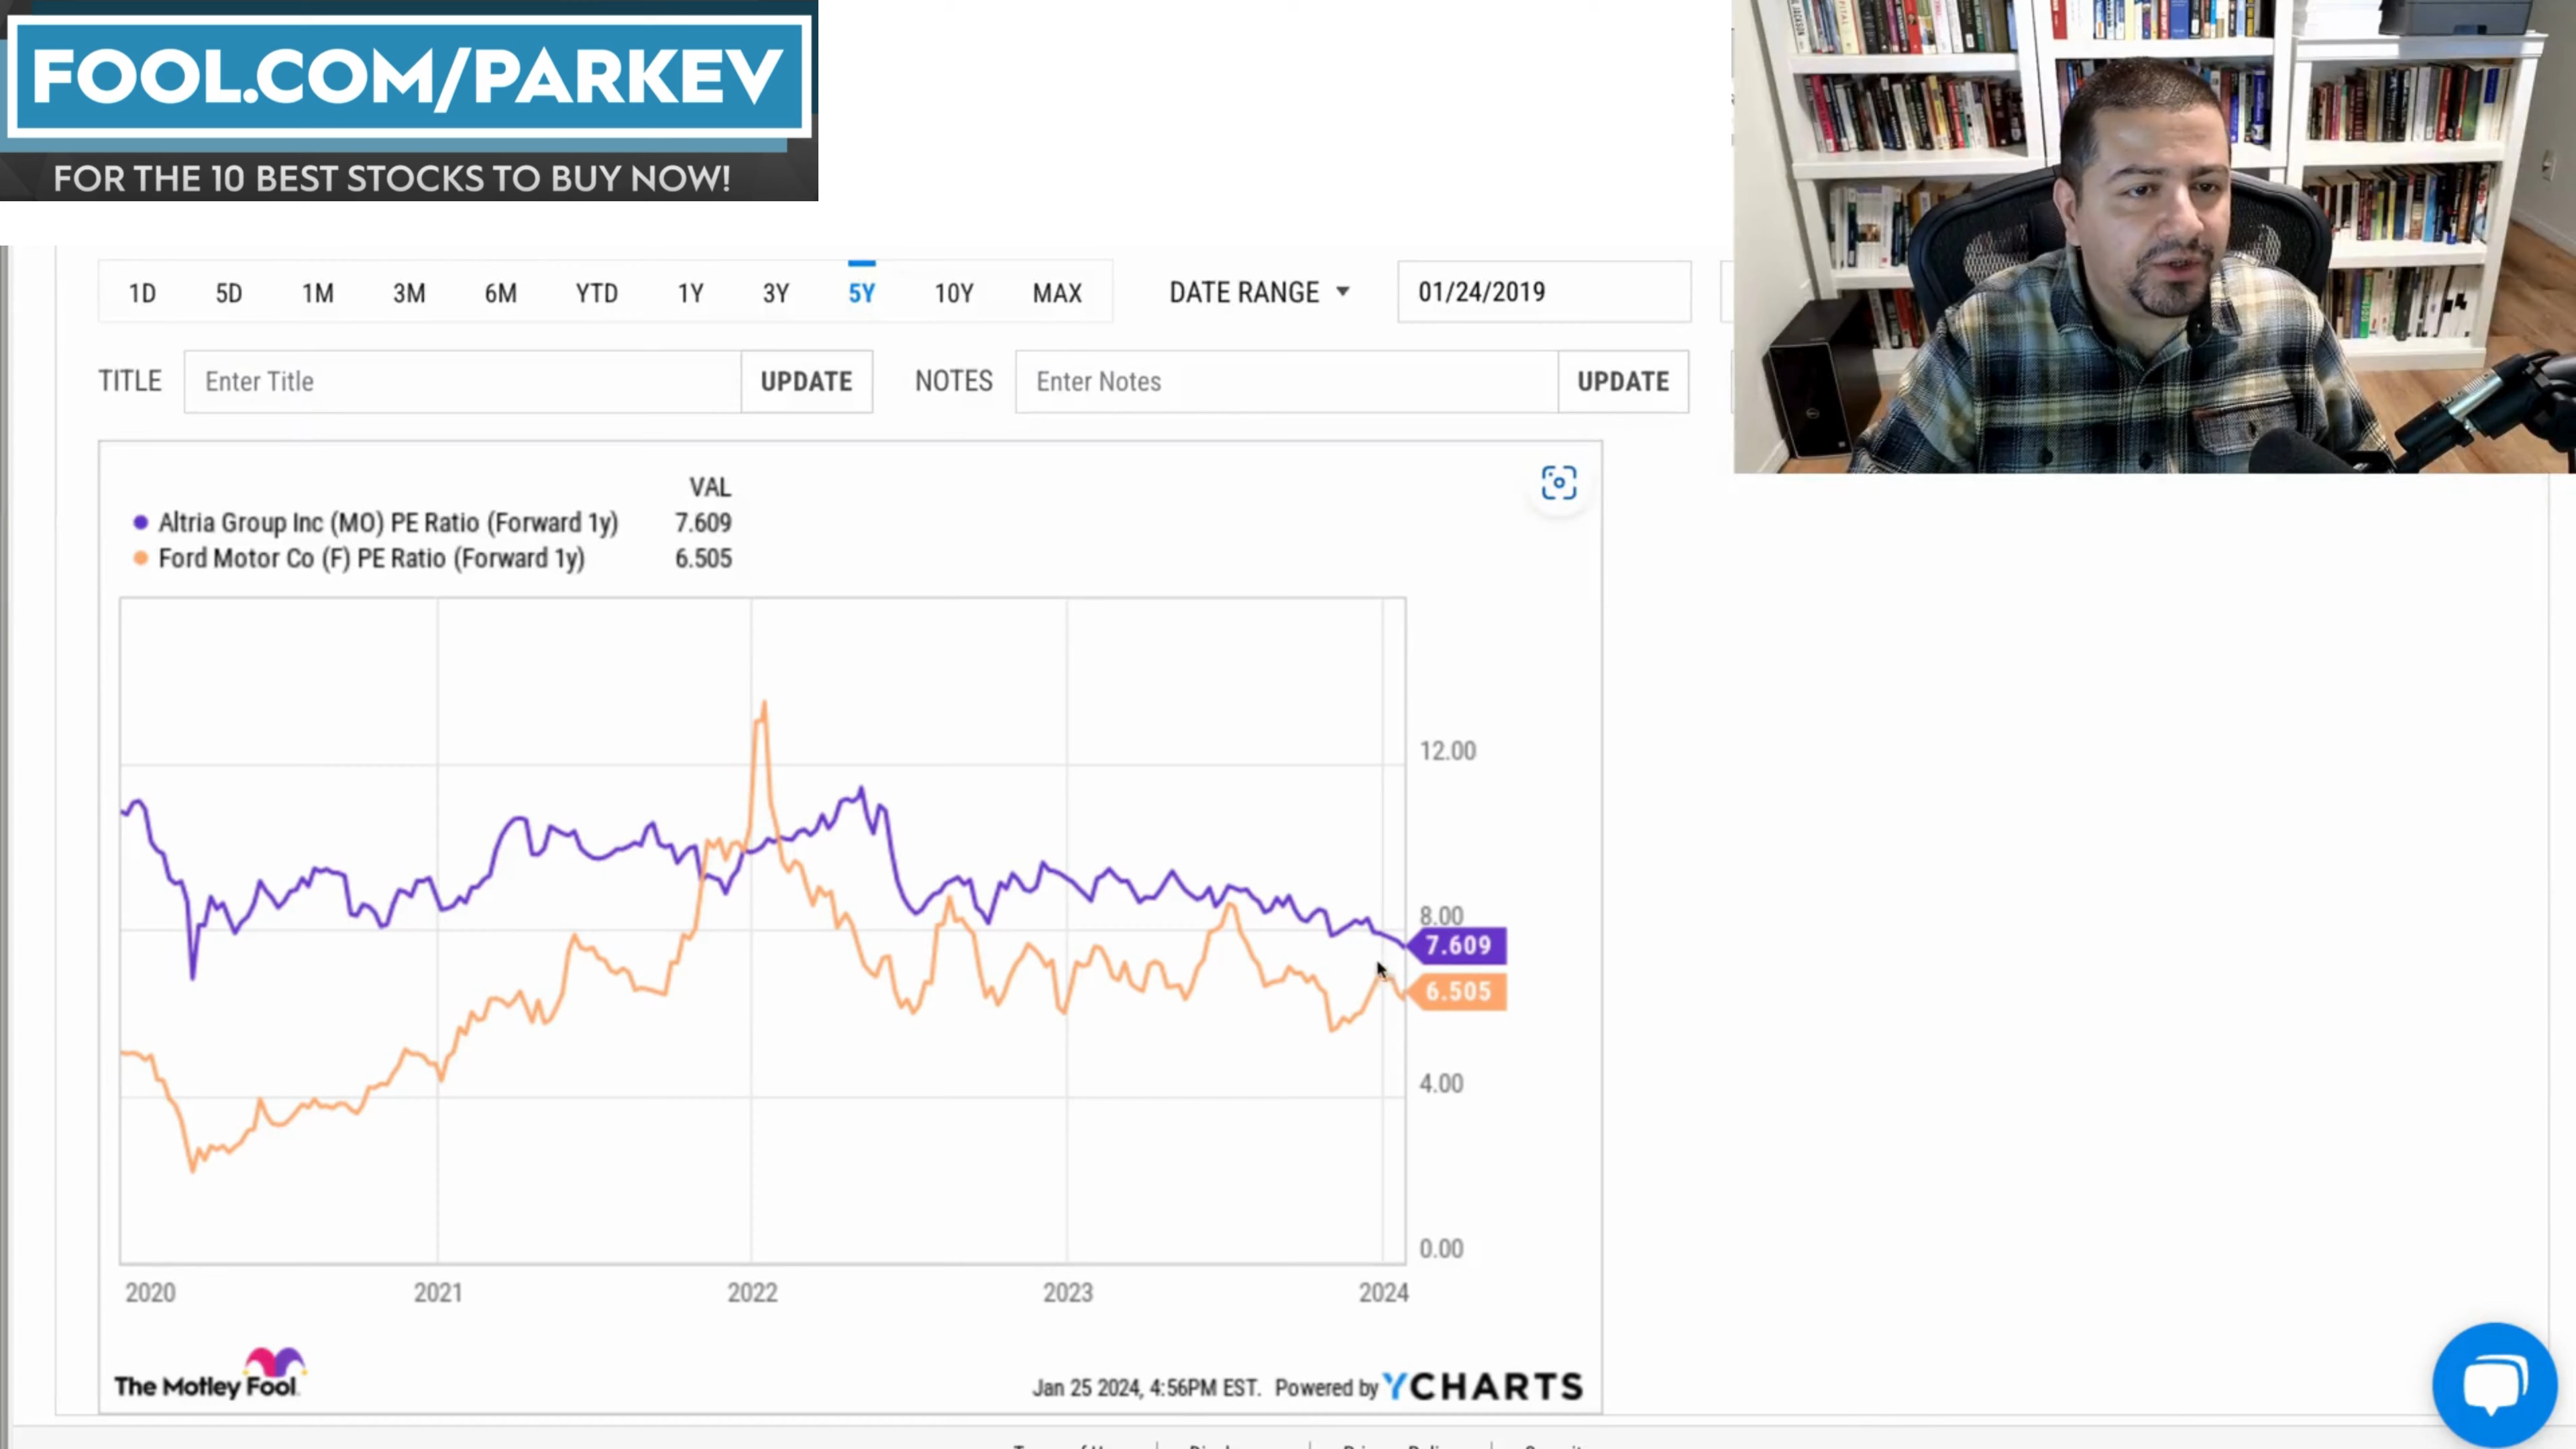 FOOL.COM/PARKEV
FOR THE 10 BEST STOCKS TO BUY NOW!
1D 5D 1M 3M 6M YTD 1Y 3Y 5Y 10Y MAX DATE RANGE 01/24/2019
TITLE Enter Title UPDATE NOTES Enter Notes UPDATE
VAL
Altria Group Inc (MO) PE Ratio (Forward 1y) 7.609
Ford Motor Co (F) PE Ratio (Forward 1y) 6.505
12.00
8.00
7.609
6.505
4.00
0.00
2020 2021 2022 2023 2024
The Motley Fool
Jan 25 2024, 4:56PM EST. Powered by YCHARTS